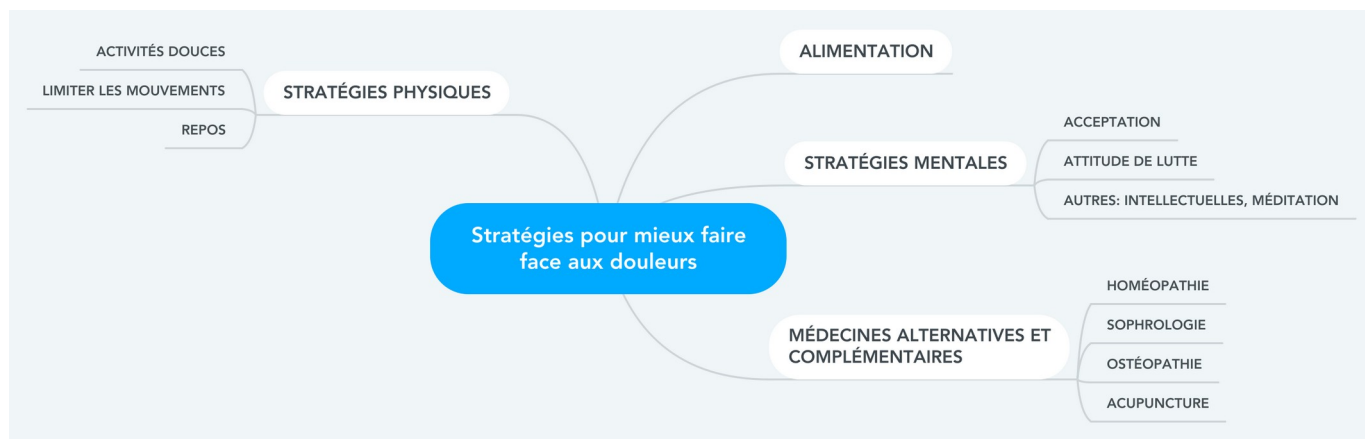 ACTIVITÉS DOUCES
LIMITER LES MOUVEMENTS
REPOS
STRATÉGIES PHYSIQUES
Stratégies pour mieux faire
face aux douleurs
ALIMENTATION
STRATÉGIES MENTALES
ACCEPTATION
ATTITUDE DE LUTTE
AUTRES: INTELLECTUELLES, MÉDITATION
MÉDECINES ALTERNATIVES ET
COMPLÉMENTAIRES
HOMÉOPATHIE
SOPHROLOGIE
OSTÉOPATHIE
ACUPUNCTURE